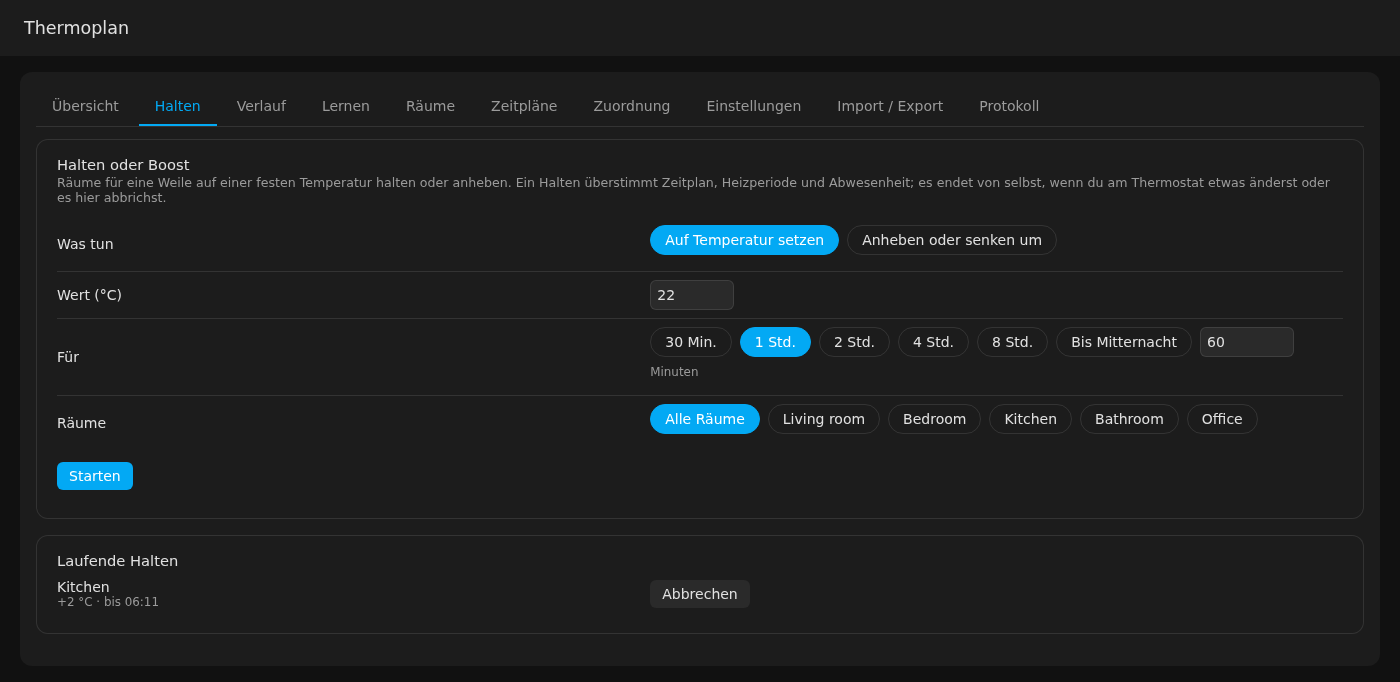 Thermoplan
Übersicht Halten Verlauf Lernen Räume Zeitpläne Zuordnung Einstellungen Import / Export Protokoll
Halten oder Boost
Räume für eine Weile auf einer festen Temperatur halten oder anheben. Ein Halten überstimmt Zeitplan, Heizperiode und Abwesenheit; es endet von selbst, wenn du am Thermostat etwas änderst oder
es hier abbrichst.
Was tun Auf Temperatur setzen Anheben oder senken um
Wert (°C) 22
Für 30 Min. 1 Std. 2 Std. 4 Std. 8 Std. Bis Mitternacht 60
Minuten
Räume Alle Räume Living room Bedroom Kitchen Bathroom Office
Starten
Laufende Halten
Kitchen
+2 °C · bis 06:11
Abbrechen